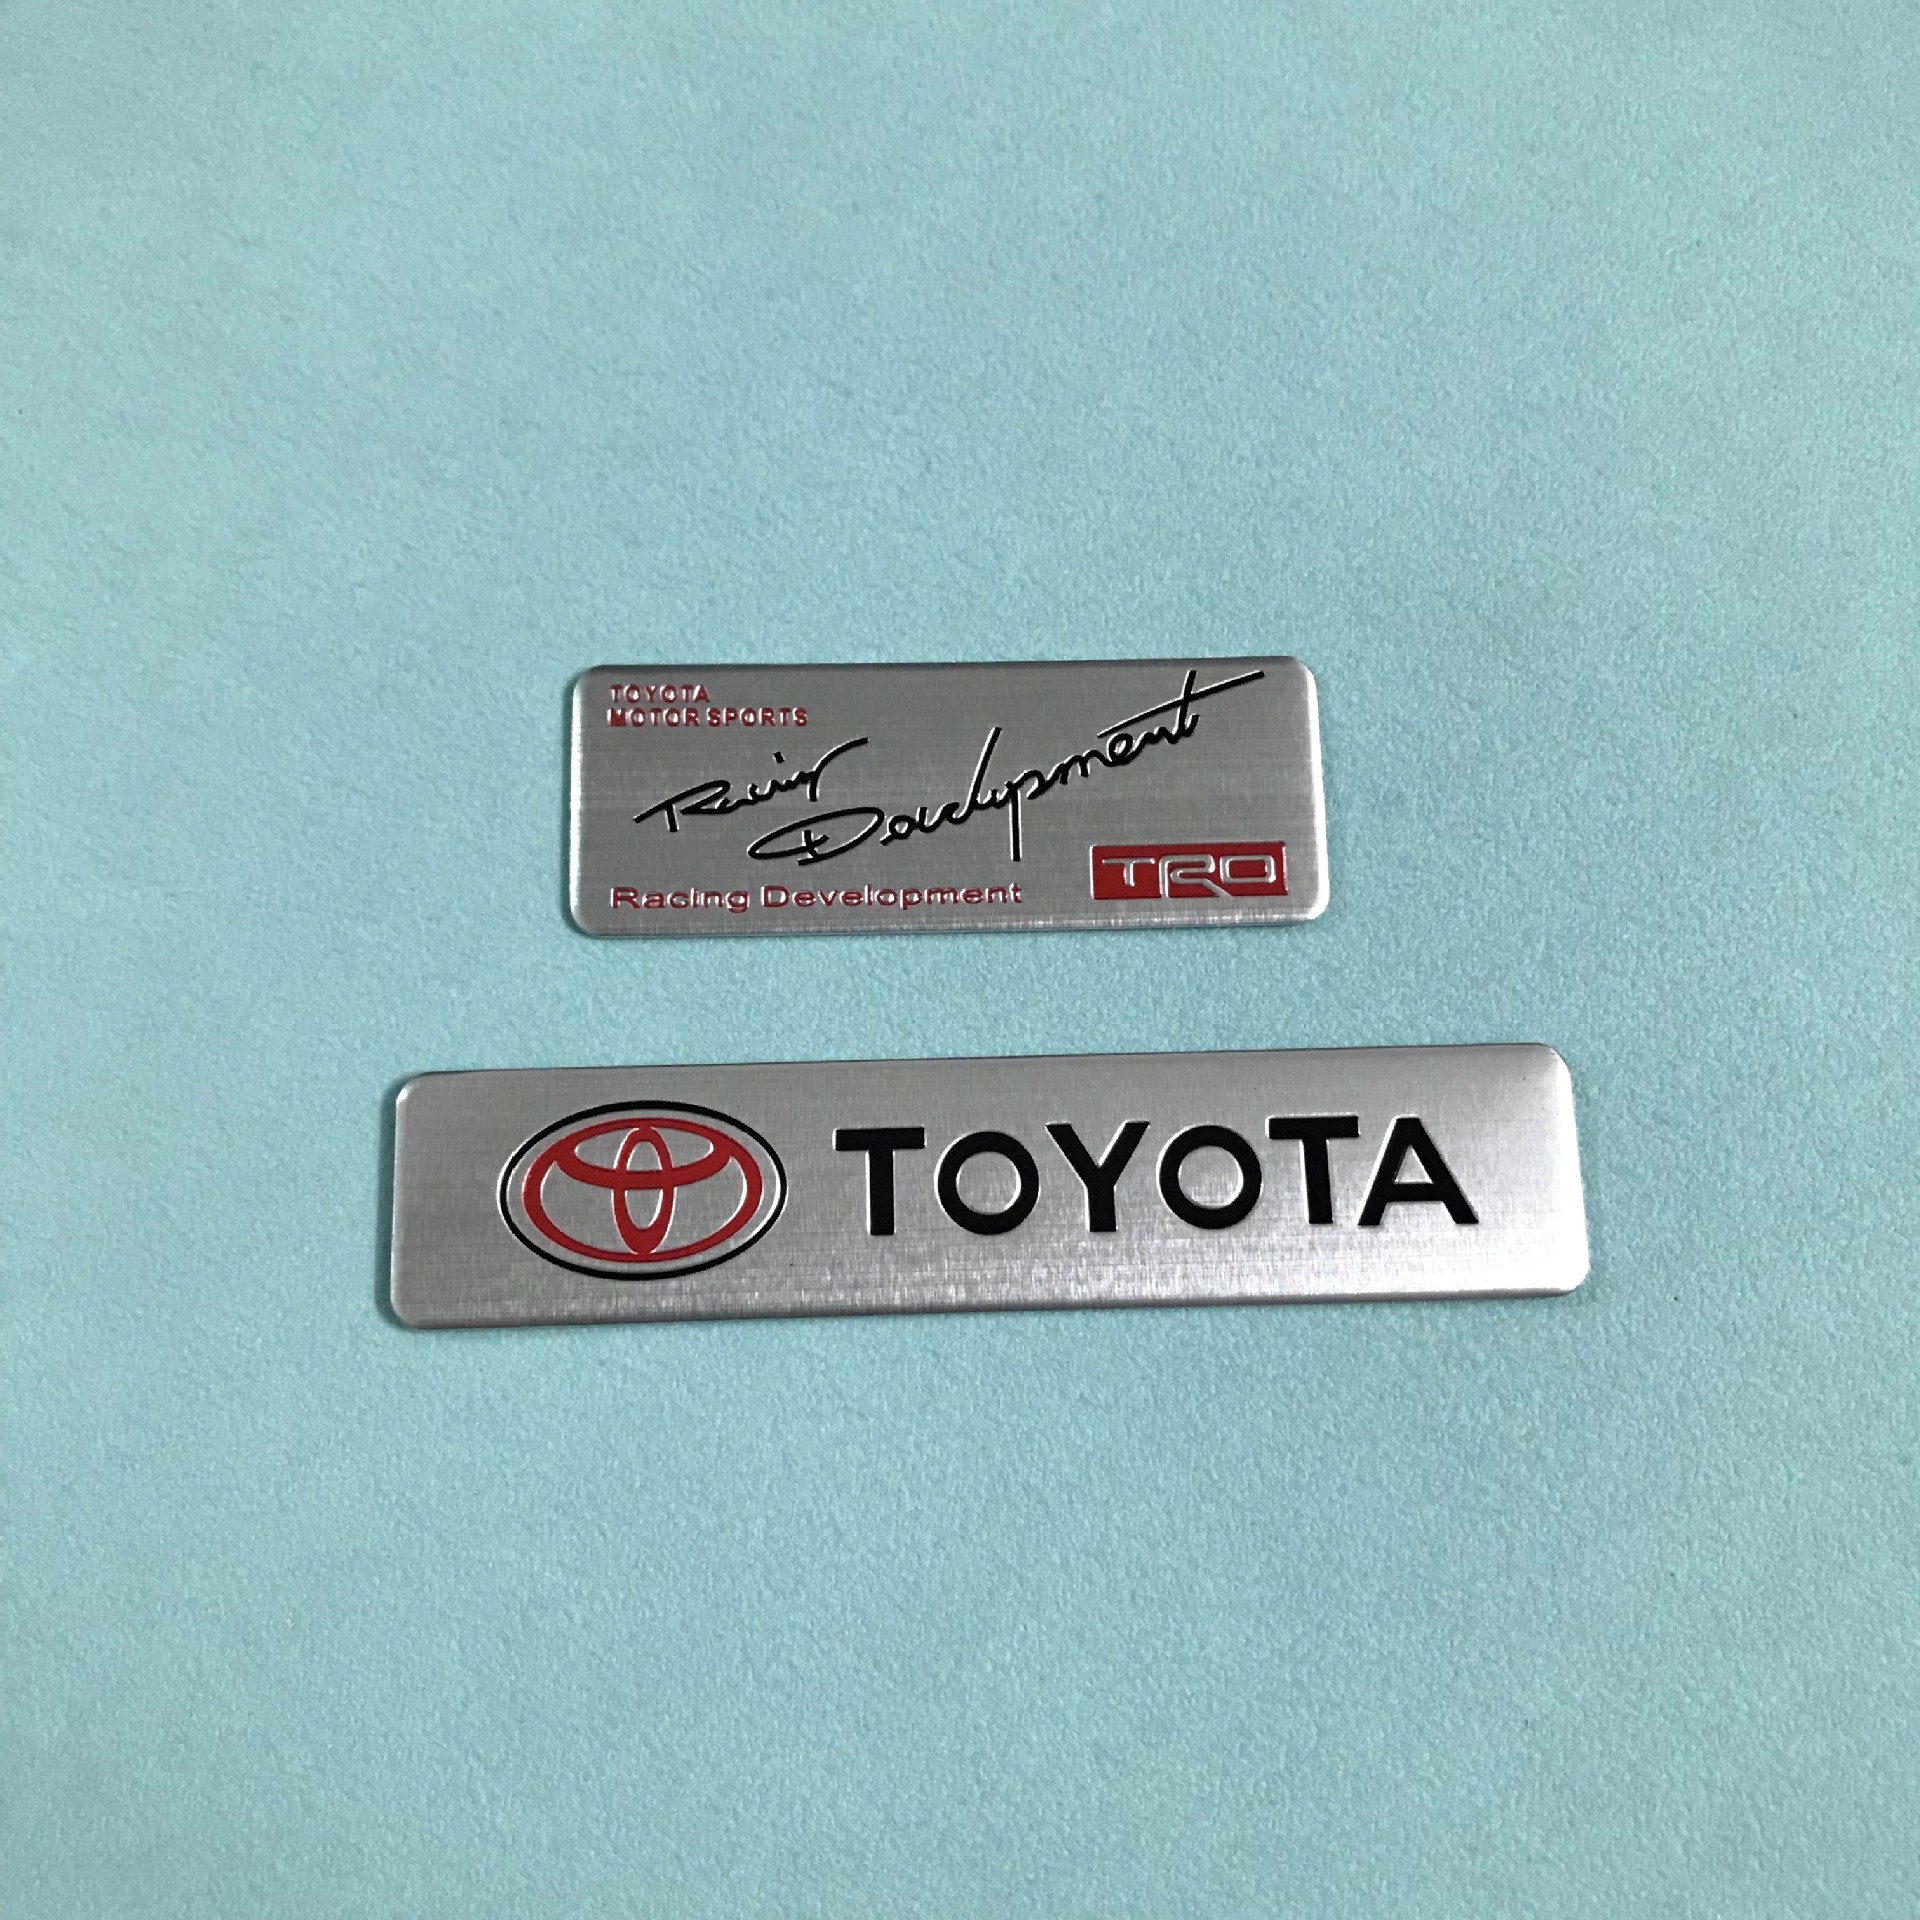 TOYOTA
MOTOR SPORTS
Racing
Development
Racing Development
TRD
TOYOTA